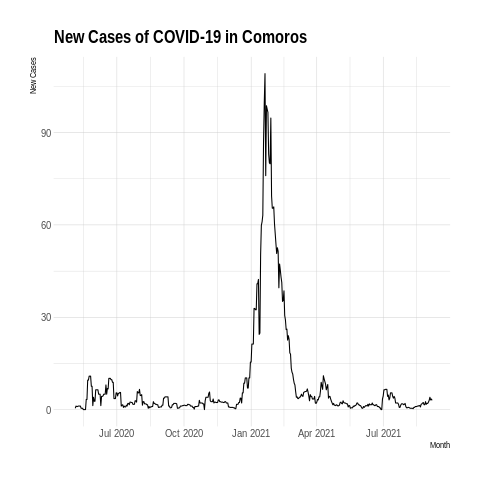 New Cases of COVID-19 in Comoros
New Cases
90
60
30
0
Jul 2020 Oct 2020 Jan 2021 Apr 2021 Jul 2021
Month